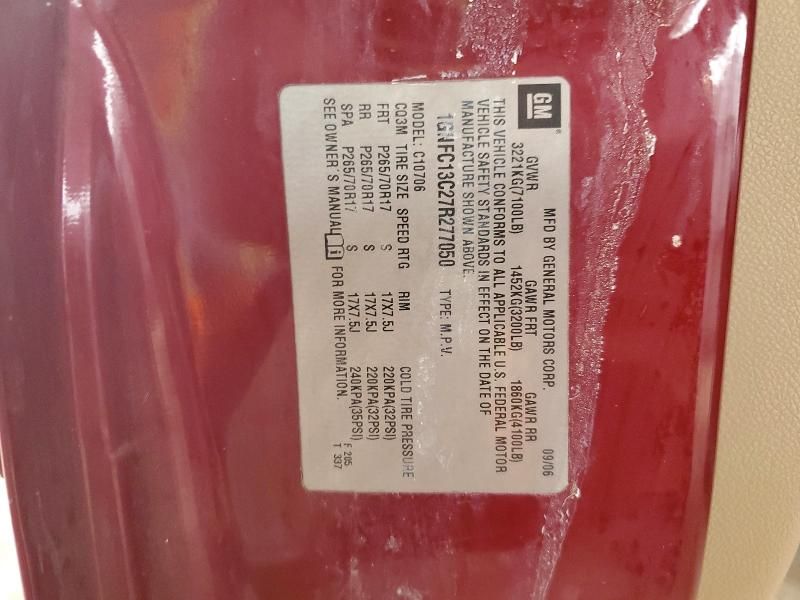 GM
MFD BY GENERAL MOTORS CORP. 09/06
GVWR GAWR FRT GAWR RR
3221KG(7100LB) 1452KG(3200LB) 1860KG(4100LB)
THIS VEHICLE CONFORMS TO ALL APPLICABLE U.S. FEDERAL MOTOR
VEHICLE SAFETY STANDARDS IN EFFECT ON THE DATE OF
MANUFACTURE SHOWN ABOVE.
1GNFC13C27R277050 TYPE: M.P.V.
MODEL: C10706
CQ3M TIRE SIZE SPEED RTG RIM COLD TIRE PRESSURE
FRT P265/70R17 S 17X7.5J 220KPA(32PSI)
RR P265/70R17 S 17X7.5J 220KPA(32PSI)
SPA P265/70R17 S 17X7.5J 240KPA(35PSI)
SEE OWNER'S MANUAL FOR MORE INFORMATION.
F 205
T 337